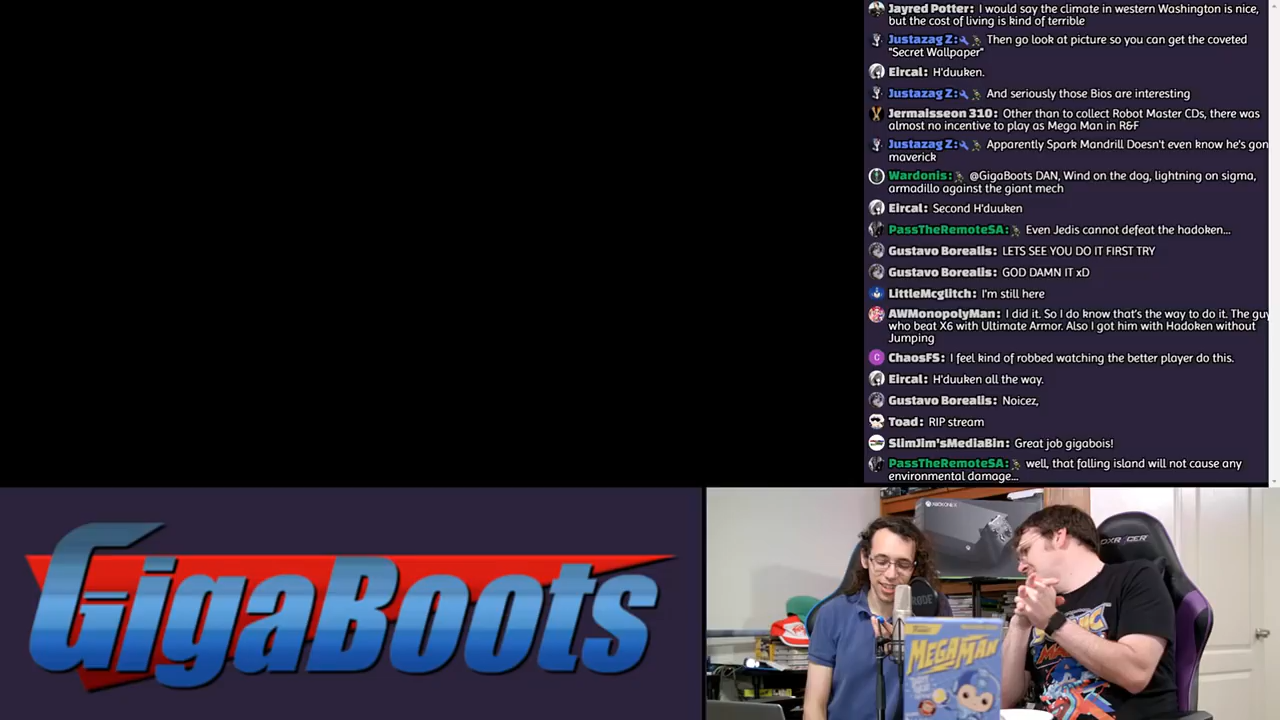 Jayred Potter: I would say the climate in western Washington is nice,
but the cost of living is kind of terrible
Justazag Z: Then go look at picture so you can get the coveted
"Secret Wallpaper"
Eircal: H'duuken.
Justazag Z: And seriously those Bios are interesting
Jermaisseon 310: Other than to collect Robot Master CDs, there was
almost no incentive to play as Mega Man in R&F
Justazag Z: Apparently Spark Mandrill Doesn't even know he's gon
maverick
Wardonis: @GigaBoots DAN, Wind on the dog, lightning on sigma,
armadillo against the giant mech
Eircal: Second H'duuken
PassTheRemoteSA: Even Jedis cannot defeat the hadoken...
Gustavo Borealis: LETS SEE YOU DO IT FIRST TRY
Gustavo Borealis: GOD DAMN IT xD
LittleMcglitch: I'm still here
AWMonopolyMan: I did it. So I do know that's the way to do it. The guy
who beat X6 with Ultimate Armor. Also I got him with Hadoken without
Jumping
C
ChaosFS: I feel kind of robbed watching the better player do this.
Eircal: H'duuken all the way.
Gustavo Borealis: Noicez,
Toad: RIP stream
SlimJim'sMediaBin: Great job gigabois!
PassTheRemoteSA: well, that falling island will not cause any
environmental damage...
GigaBoots
XBOX ONE X
DXRACER
RODE
MEGAMAN